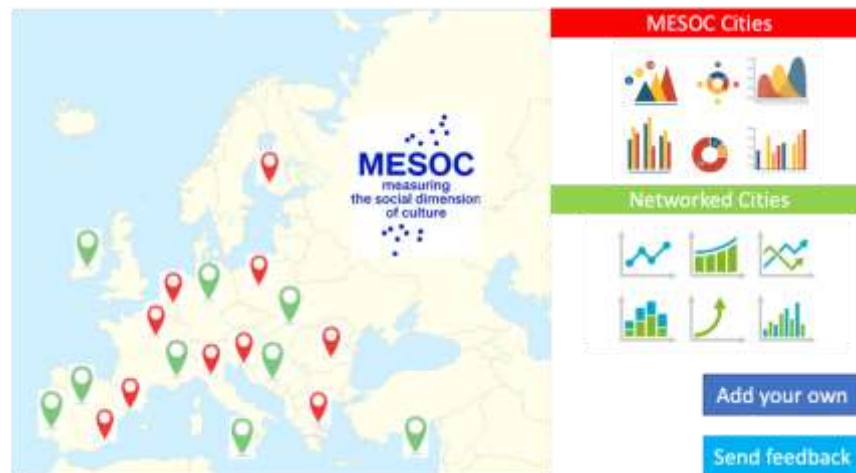 MESOC Cities
MESOC
measuring
the social dimension
of culture
Networked Cities
Add your own
Send feedback